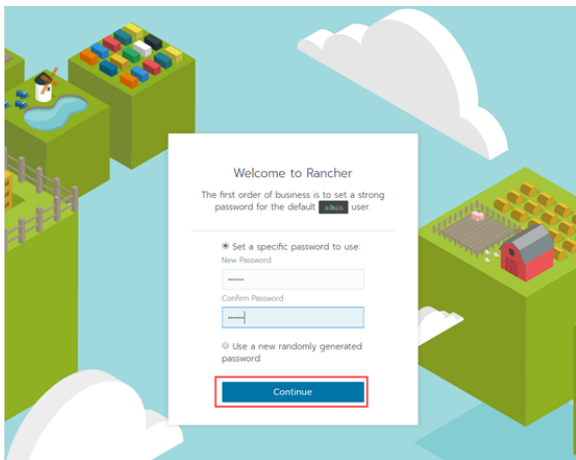 Welcome to Rancher
The first order of business is to set a strong
password for the default admin user.
Set a specific password to use:
New Password
•••••••
Confirm Password
•••••••
Use a new randomly generated
password:
Continue